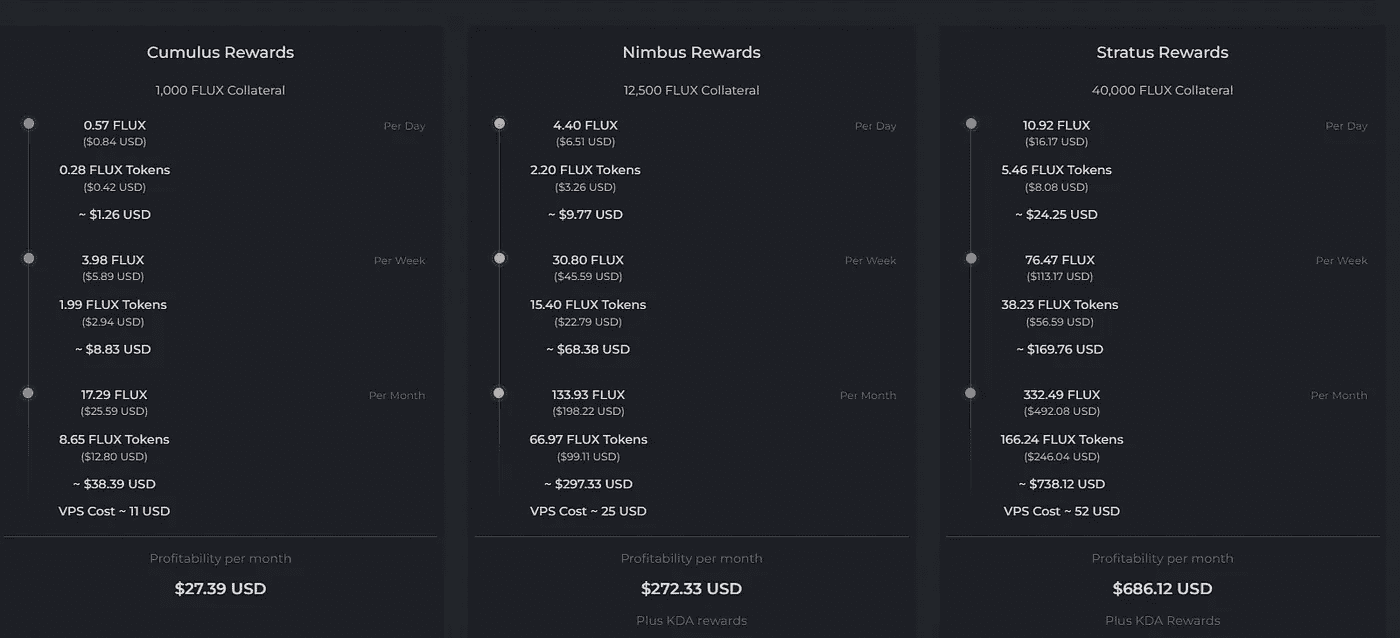 Cumulus Rewards
1,000 FLUX Collateral
0.57 FLUX
Per Day
($0.84 USD)
0.28 FLUX Tokens
($0.42 USD)
~ $1.26 USD
3.98 FLUX
Per Week
($5.89 USD)
1.99 FLUX Tokens
($2.94 USD)
~ $8.83 USD
17.29 FLUX
Per Month
($25.59 USD)
8.65 FLUX Tokens
($12.80 USD)
~ $38.39 USD
VPS Cost ~ 11 USD
Profitability per month
$27.39 USD
Nimbus Rewards
12,500 FLUX Collateral
4.40 FLUX
Per Day
($6.51 USD)
2.20 FLUX Tokens
($3.26 USD)
~ $9.77 USD
30.80 FLUX
Per Week
($45.59 USD)
15.40 FLUX Tokens
($22.79 USD)
~ $68.38 USD
133.93 FLUX
Per Month
($198.22 USD)
66.97 FLUX Tokens
($99.11 USD)
~ $297.33 USD
VPS Cost ~ 25 USD
Profitability per month
$272.33 USD
Plus KDA rewards
Stratus Rewards
40,000 FLUX Collateral
10.92 FLUX
Per Day
($16.17 USD)
5.46 FLUX Tokens
($8.08 USD)
~ $24.25 USD
76.47 FLUX
Per Week
($113.17 USD)
38.23 FLUX Tokens
($56.59 USD)
~ $169.76 USD
332.49 FLUX
Per Month
($492.08 USD)
166.24 FLUX Tokens
($246.04 USD)
~ $738.12 USD
VPS Cost ~ 52 USD
Profitability per month
$686.12 USD
Plus KDA Rewards